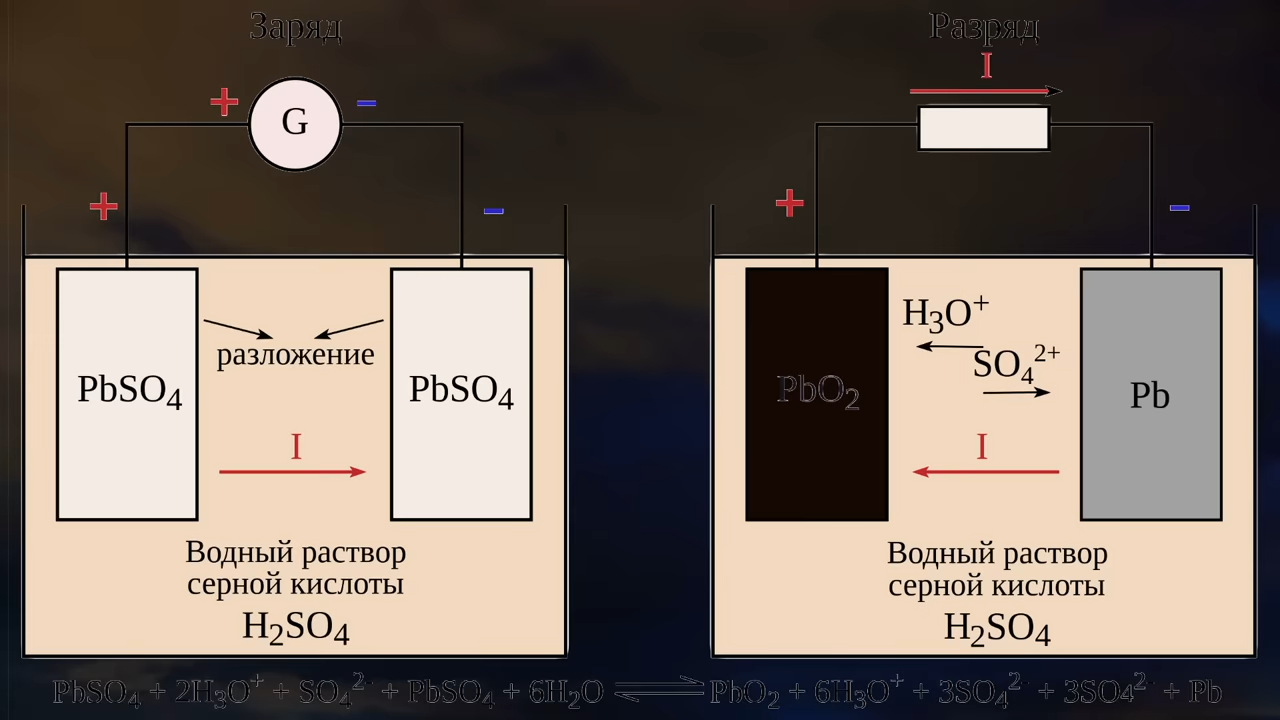 Заряд
Разряд
I
+ G –
+ –
+ –
разложение
PbSO₄ PbSO₄
I
Водный раствор
серной кислоты
H₂SO₄
H₃O⁺
SO₄²⁺
PbO₂ Pb
I
Водный раствор
серной кислоты
H₂SO₄
PbSO₄ + 2H₃O⁺ + SO₄²⁻ + PbSO₄ + 6H₂O ⇌ PbO₂ + 6H₃O⁺ + 3SO₄²⁻ + 3SO4²⁻ + Pb